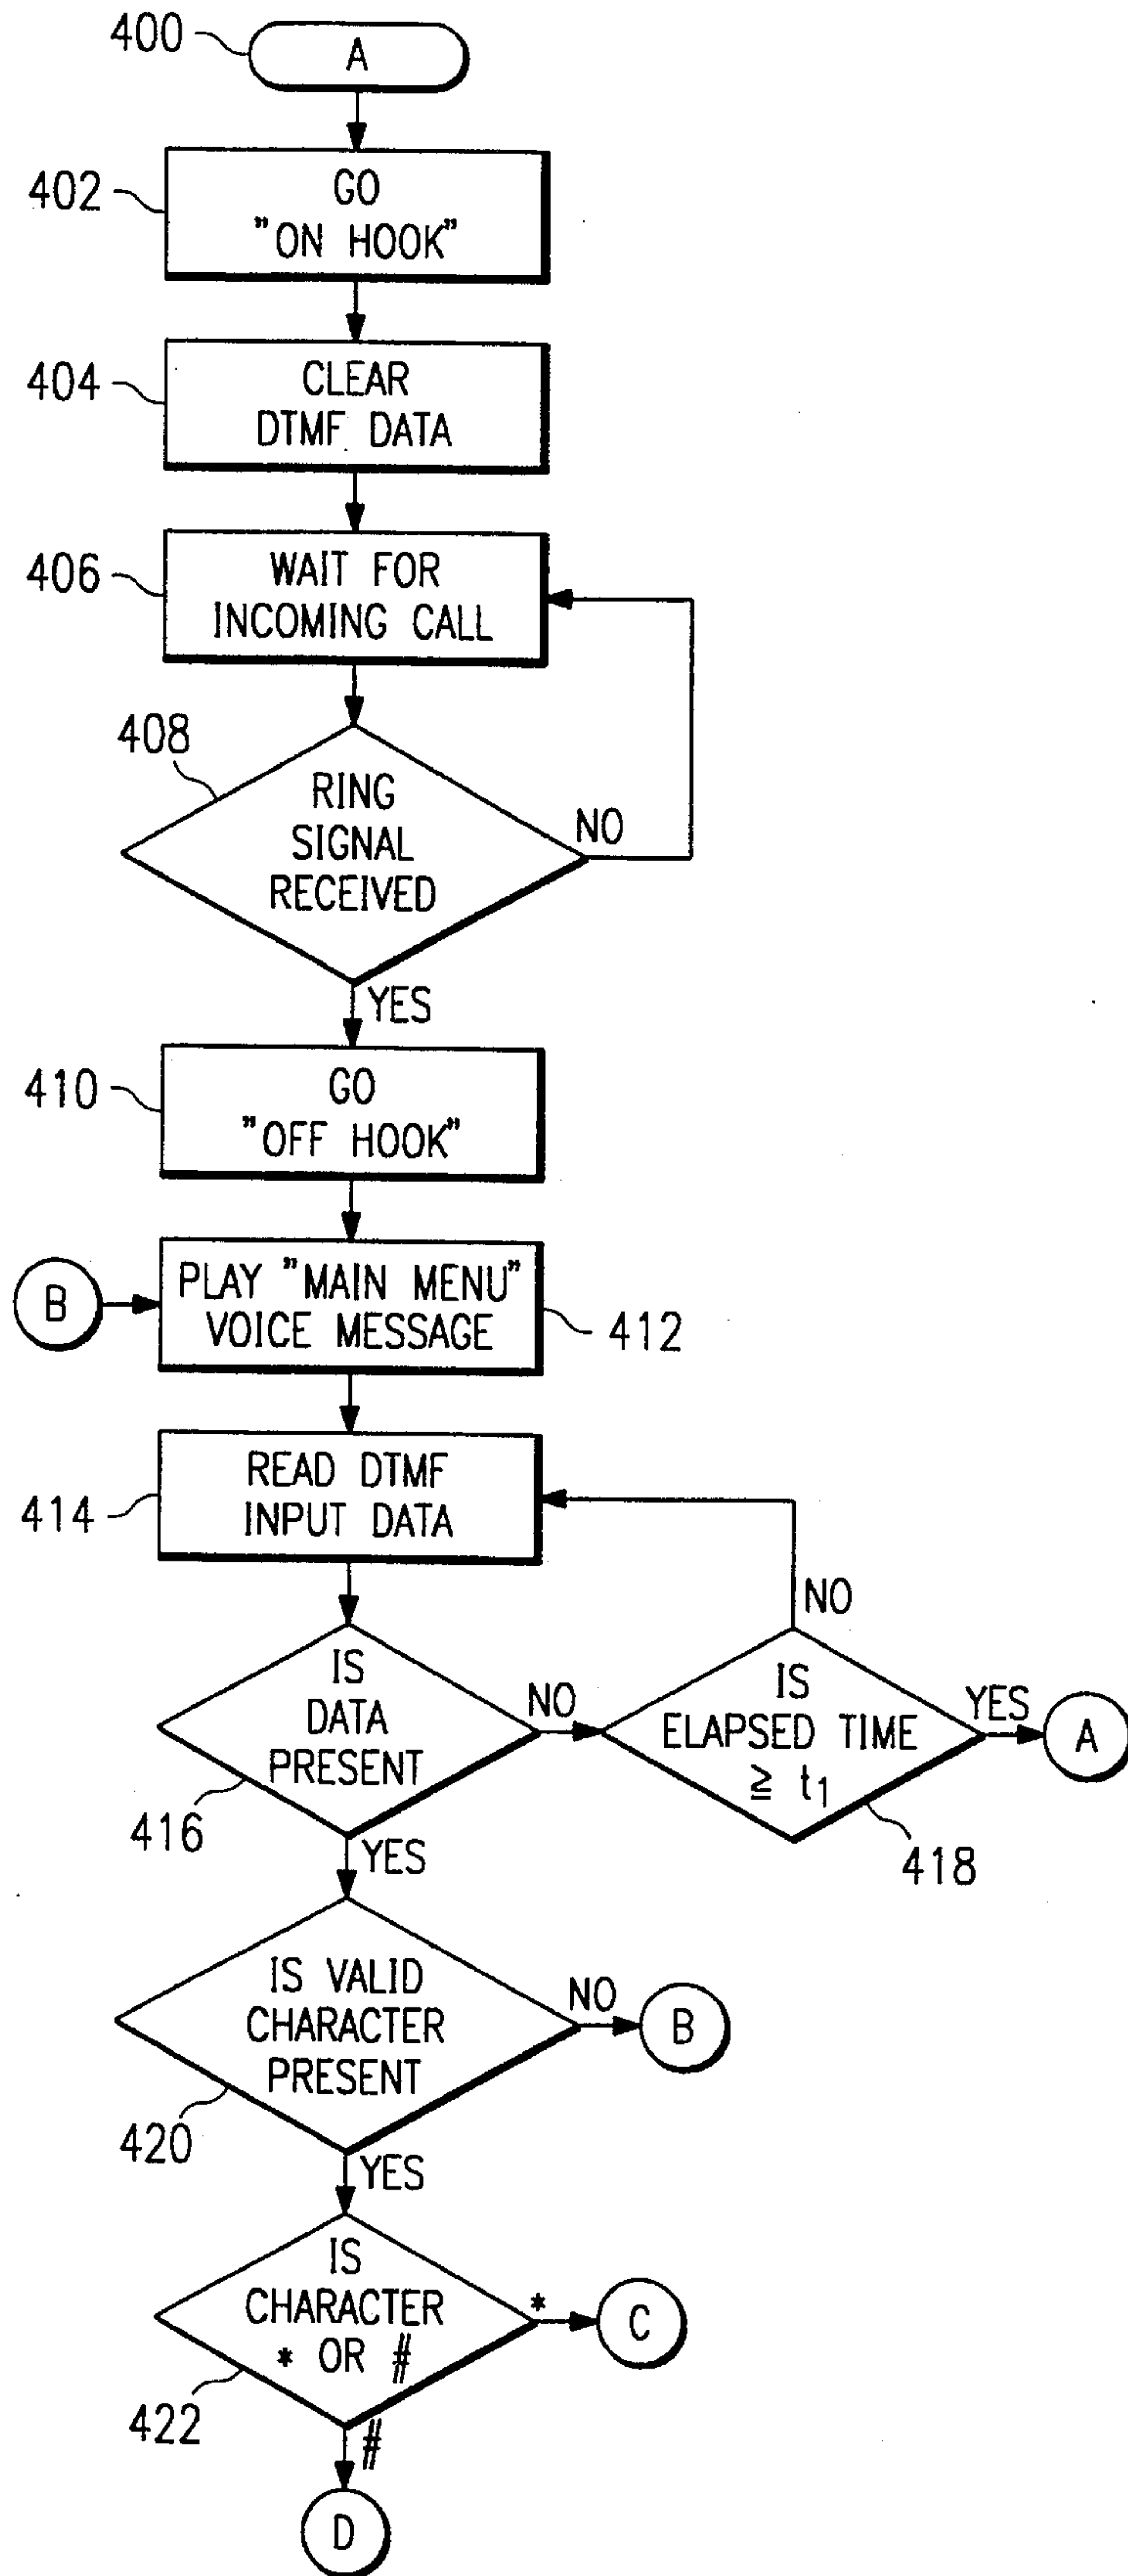 400
A
402
GO
"ON HOOK"
404
CLEAR
DTMF DATA
406
WAIT FOR
INCOMING CALL
408
RING
SIGNAL
RECEIVED
NO
YES
410
GO
"OFF HOOK"
B
PLAY "MAIN MENU"
VOICE MESSAGE
412
414
READ DTMF
INPUT DATA
IS
DATA
PRESENT
416
NO
YES
IS
ELAPSED TIME
≧ t1
418
NO
YES
A
IS VALID
CHARACTER
PRESENT
420
NO
B
YES
IS
CHARACTER
* OR #
422
*
C
#
D